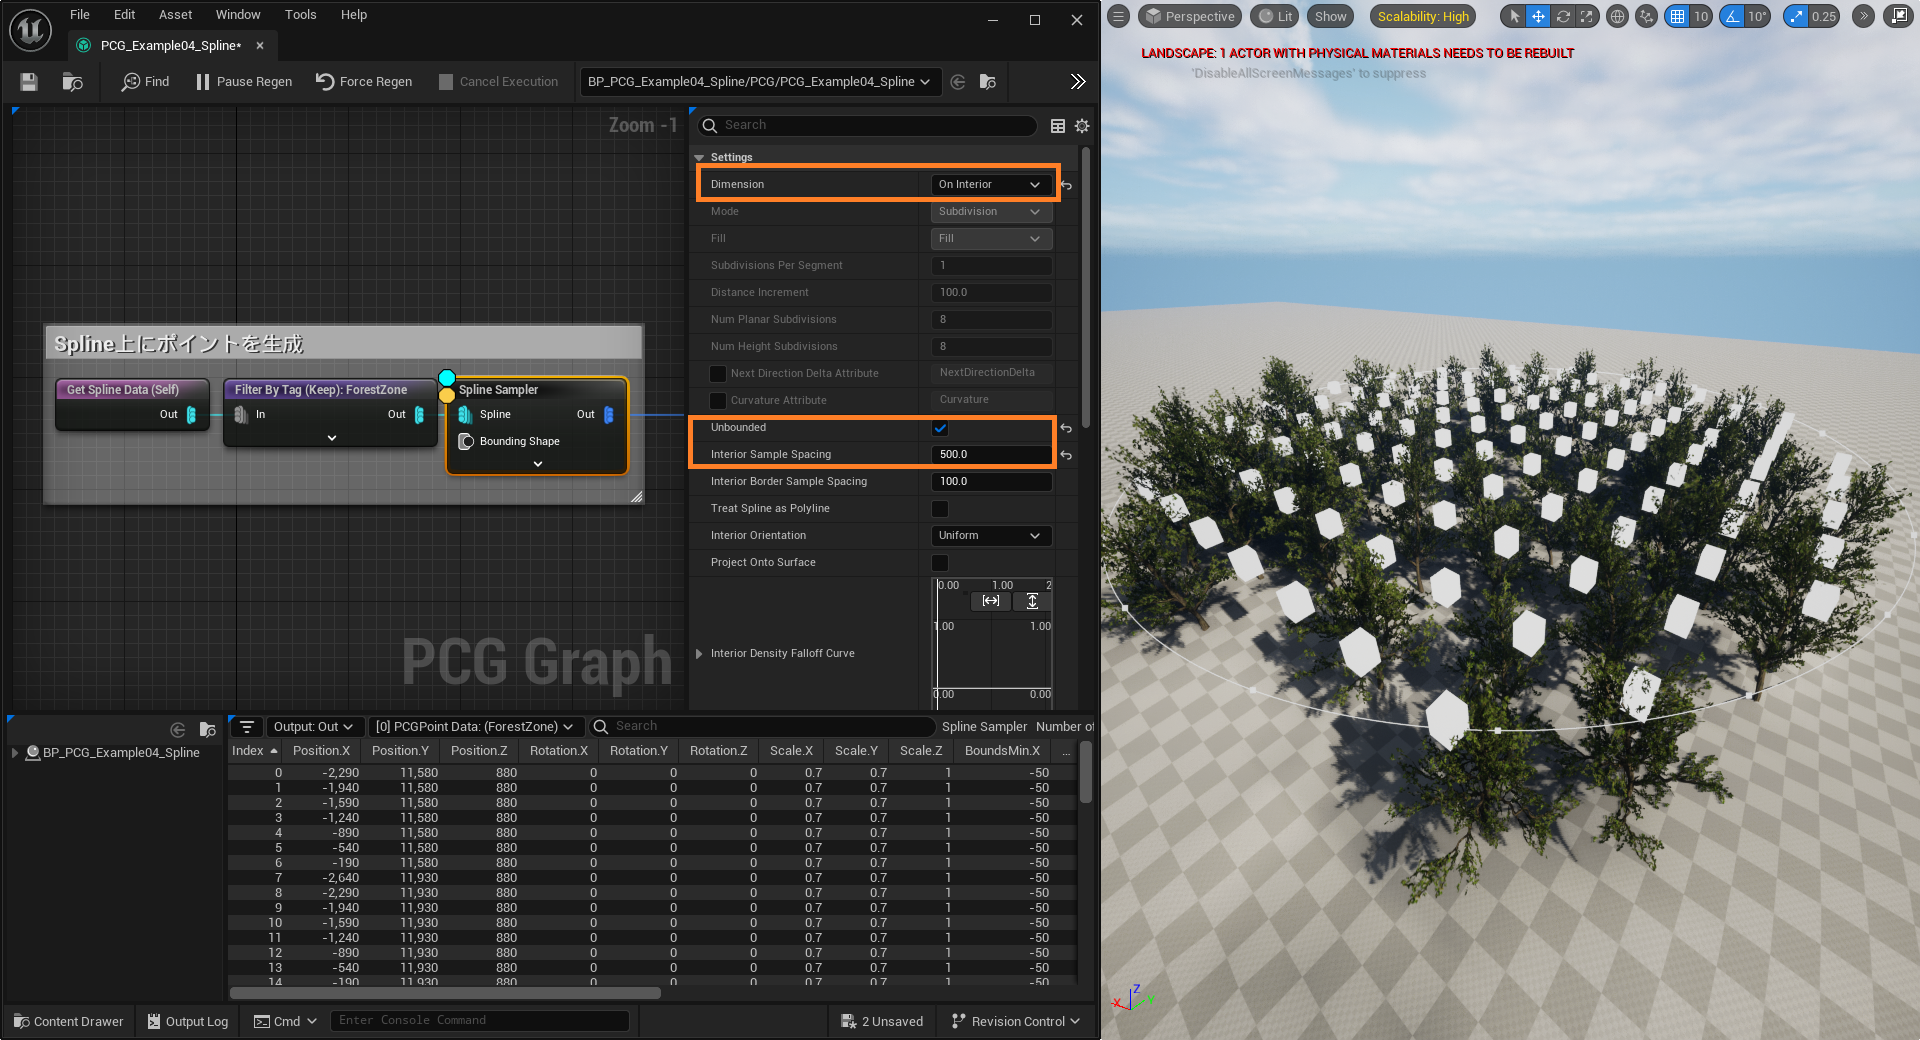 File Edit Asset Window Tools Help
PCG_Example04_Spline*
Find Pause Regen Force Regen Cancel Execution BP_PCG_Example04_Spline/PCG/PCG_Example04_Spline
Zoom -1
Spline上にポイントを生成
Get Spline Data (Self)
Out
Filter By Tag (Keep): ForestZone
In Out
Spline Sampler
Spline Out
Bounding Shape
PCG Graph
Search
Settings
Dimension On Interior
Mode Subdivision
Fill Fill
Subdivisions Per Segment 1
Distance Increment 100.0
Num Planar Subdivisions 8
Num Height Subdivisions 8
Next Direction Delta Attribute NextDirectionDelta
Curvature Attribute Curvature
Unbounded
Interior Sample Spacing 500.0
Interior Border Sample Spacing 100.0
Treat Spline as Polyline
Interior Orientation Uniform
Project Onto Surface
0.00 1.00 2
1.00 1.00
Interior Density Falloff Curve
0.00 0.00
BP_PCG_Example04_Spline
Output: Out [0] PCGPoint Data: (ForestZone) Search Spline Sampler Number of
Index Position.X Position.Y Position.Z Rotation.X Rotation.Y Rotation.Z Scale.X Scale.Y Scale.Z BoundsMin.X ...
0 -2,290 11,580 880 0 0 0 0.7 0.7 1 -50
1 -1,940 11,580 880 0 0 0 0.7 0.7 1 -50
2 -1,590 11,580 880 0 0 0 0.7 0.7 1 -50
3 -1,240 11,580 880 0 0 0 0.7 0.7 1 -50
4 -890 11,580 880 0 0 0 0.7 0.7 1 -50
5 -540 11,580 880 0 0 0 0.7 0.7 1 -50
6 -190 11,580 880 0 0 0 0.7 0.7 1 -50
7 -2,640 11,930 880 0 0 0 0.7 0.7 1 -50
8 -2,290 11,930 880 0 0 0 0.7 0.7 1 -50
9 -1,940 11,930 880 0 0 0 0.7 0.7 1 -50
10 -1,590 11,930 880 0 0 0 0.7 0.7 1 -50
11 -1,240 11,930 880 0 0 0 0.7 0.7 1 -50
12 -890 11,930 880 0 0 0 0.7 0.7 1 -50
13 -540 11,930 880 0 0 0 0.7 0.7 1 -50
14 -190 11,930 880 0 0 0 0.7 0.7 1 -50
Content Drawer Output Log Cmd Enter Console Command 2 Unsaved Revision Control
Perspective Lit Show Scalability: High 10 10° 0.25
LANDSCAPE: 1 ACTOR WITH PHYSICAL MATERIALS NEEDS TO BE REBUILT
'DisableAllScreenMessages' to suppress
X Z Y